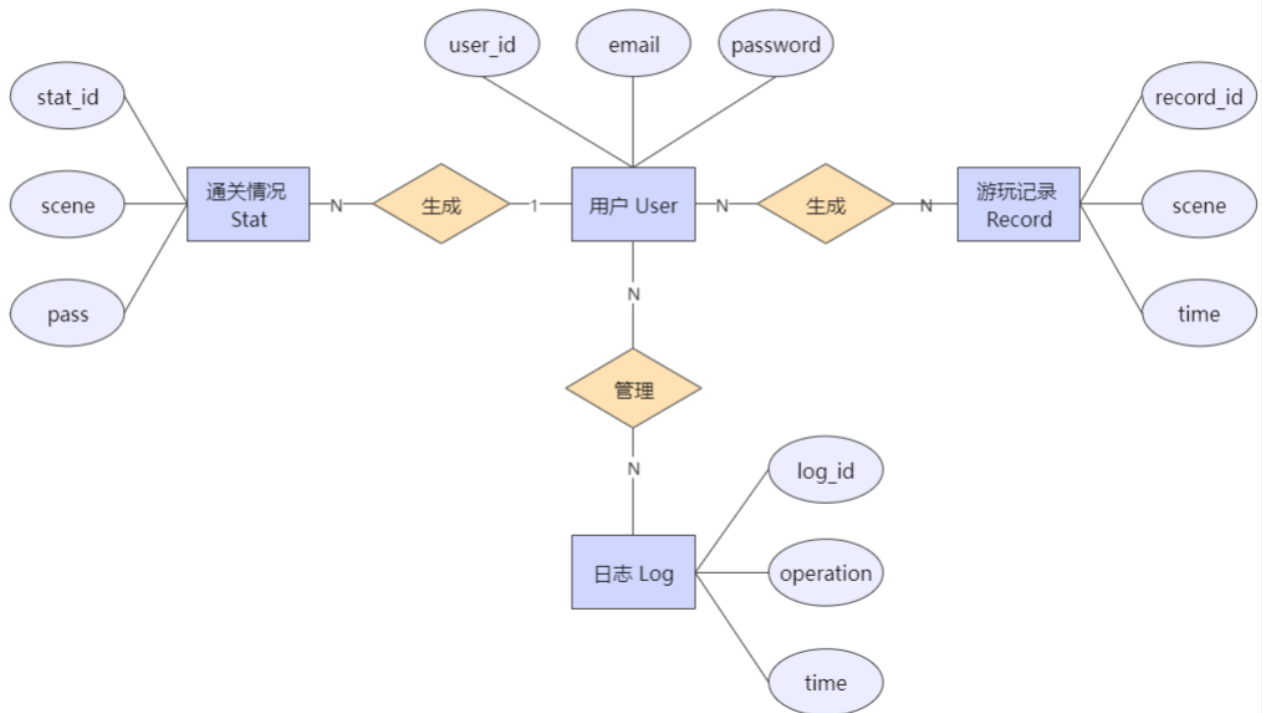 user_id
email
password
stat_id
scene
pass
通关情况
Stat
N
生成
1
用户 User
N
生成
N
游玩记录
Record
record_id
scene
time
N
管理
N
日志 Log
log_id
operation
time